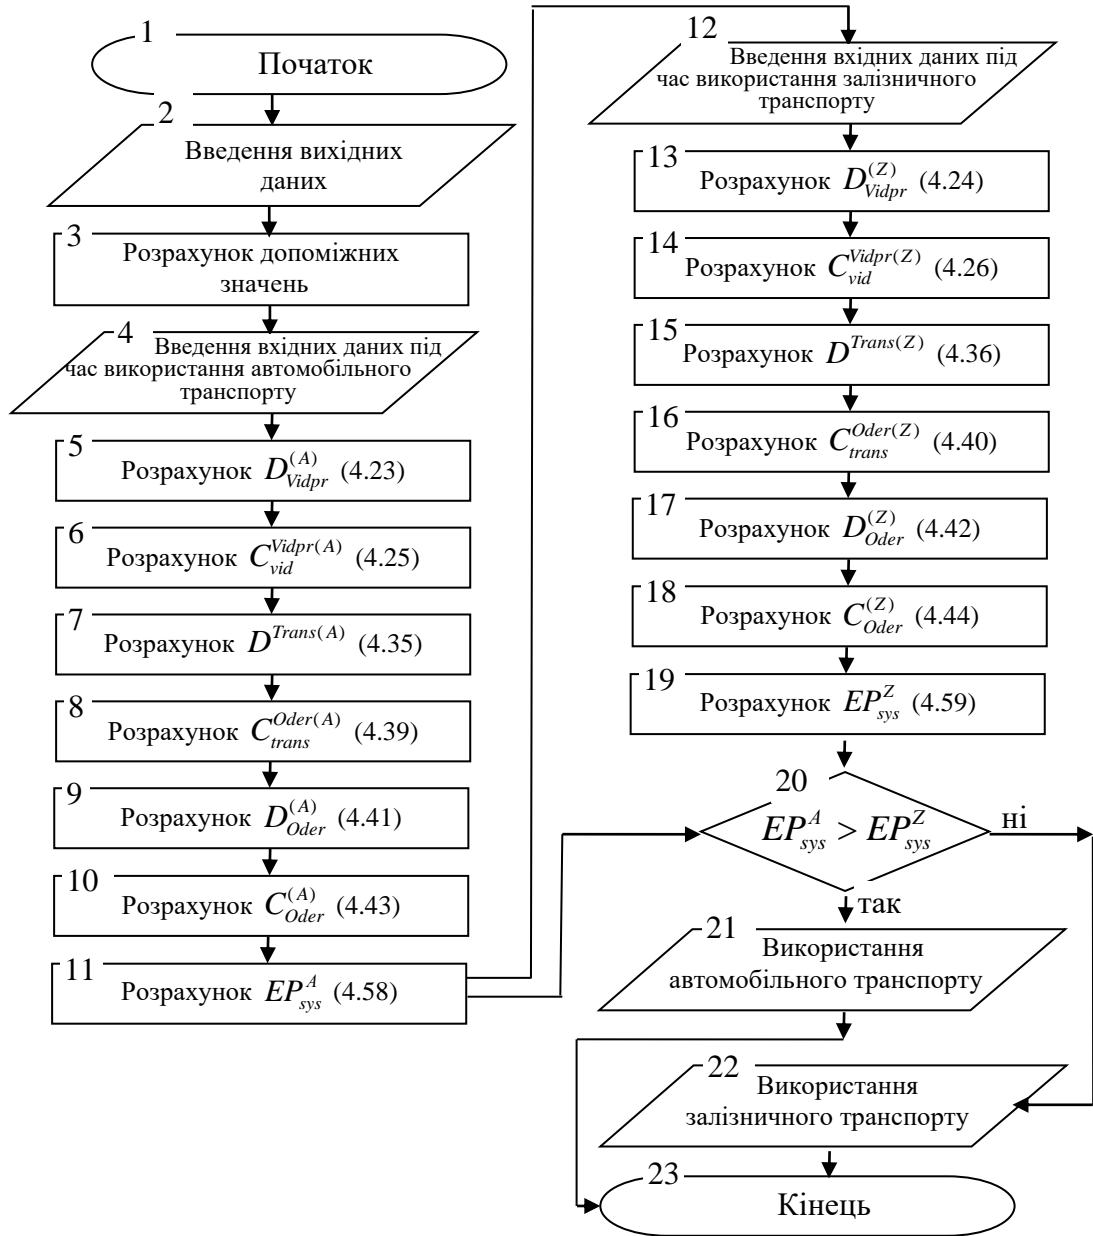 1
Початок
2
Введення вихідних
даних
3
Розрахунок допоміжних
значень
4
Введення вхідних даних під
час використання автомобільного
транспорту
5
Розрахунок $D_{Vidpr}^{(A)}$ (4.23)
6
Розрахунок $C_{vid}^{Vidpr(A)}$ (4.25)
7
Розрахунок $D^{Trans(A)}$ (4.35)
8
Розрахунок $C_{trans}^{Oder(A)}$ (4.39)
9
Розрахунок $D_{Oder}^{(A)}$ (4.41)
10
Розрахунок $C_{Oder}^{(A)}$ (4.43)
11
Розрахунок $EP_{sys}^{A}$ (4.58)
12
Введення вхідних даних під
час використання залізничного
транспорту
13
Розрахунок $D_{Vidpr}^{(Z)}$ (4.24)
14
Розрахунок $C_{vid}^{Vidpr(Z)}$ (4.26)
15
Розрахунок $D^{Trans(Z)}$ (4.36)
16
Розрахунок $C_{trans}^{Oder(Z)}$ (4.40)
17
Розрахунок $D_{Oder}^{(Z)}$ (4.42)
18
Розрахунок $C_{Oder}^{(Z)}$ (4.44)
19
Розрахунок $EP_{sys}^{Z}$ (4.59)
20
$EP_{sys}^{A} > EP_{sys}^{Z}$
ні
так
21
Використання
автомобільного транспорту
22
Використання
залізничного транспорту
23
Кінець